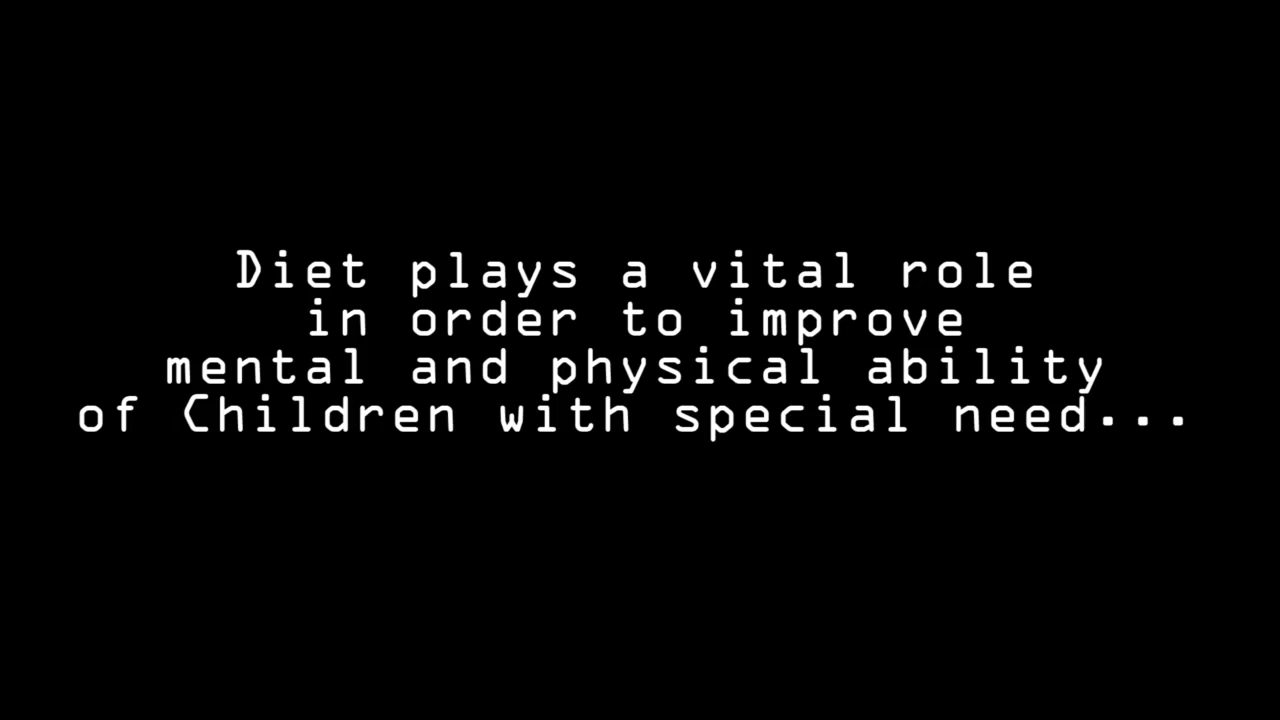 Diet plays a vital role
in order to improve
mental and physical ability
of Children with special need...